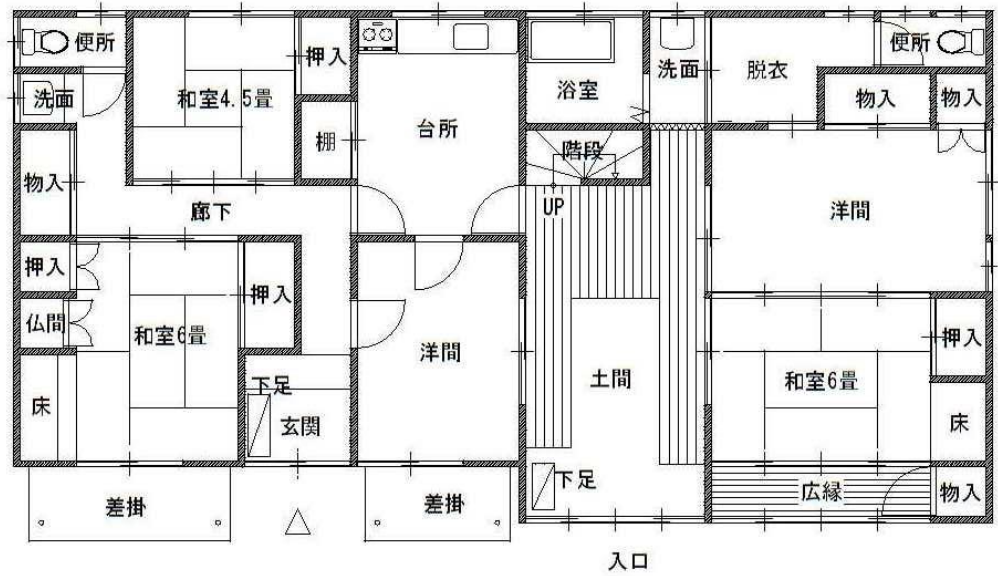 便所
和室4.5畳
押入
台所
浴室
洗面
脱衣
便所
洗面
棚
物入
物入
階段
物入
廊下
UP
洋間
押入
押入
仏間
和室6畳
洋間
土間
押入
和室6畳
床
下足
玄関
床
下足
広縁
物入
差掛
差掛
入口